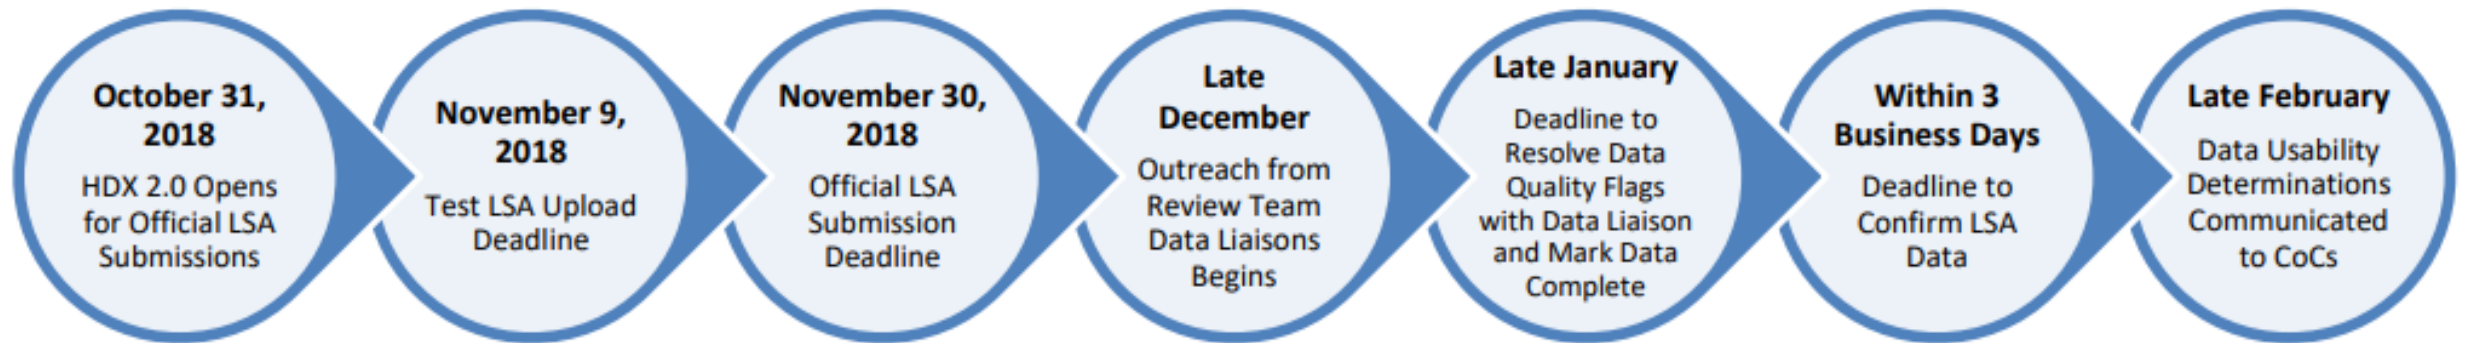 October 31,
2018
HDX 2.0 Opens
for Official LSA
Submissions
November 9,
2018
Test LSA Upload
Deadline
November 30,
2018
Official LSA
Submission
Deadline
Late
December
Outreach from
Review Team
Data Liaisons
Begins
Late January
Deadline to
Resolve Data
Quality Flags
with Data Liaison
and Mark Data
Complete
Within 3
Business Days
Deadline to
Confirm LSA
Data
Late February
Data Usability
Determinations
Communicated
to CoCs